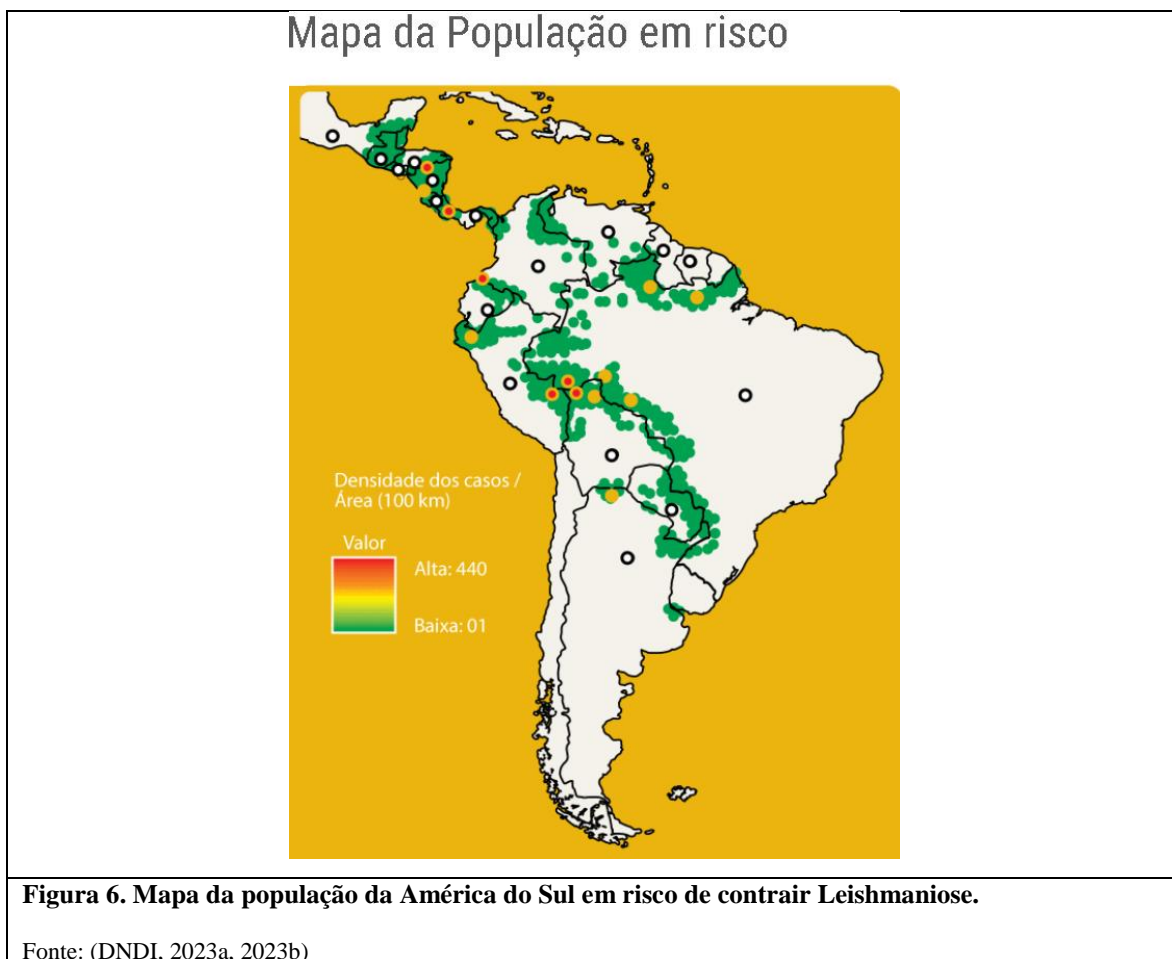 Mapa da População em risco
Densidade dos casos /
Área (100 km)
Valor
Alta: 440
Baixa: 01
Figura 6. Mapa da população da América do Sul em risco de contrair Leishmaniose.
Fonte: (DNDI, 2023a, 2023b)